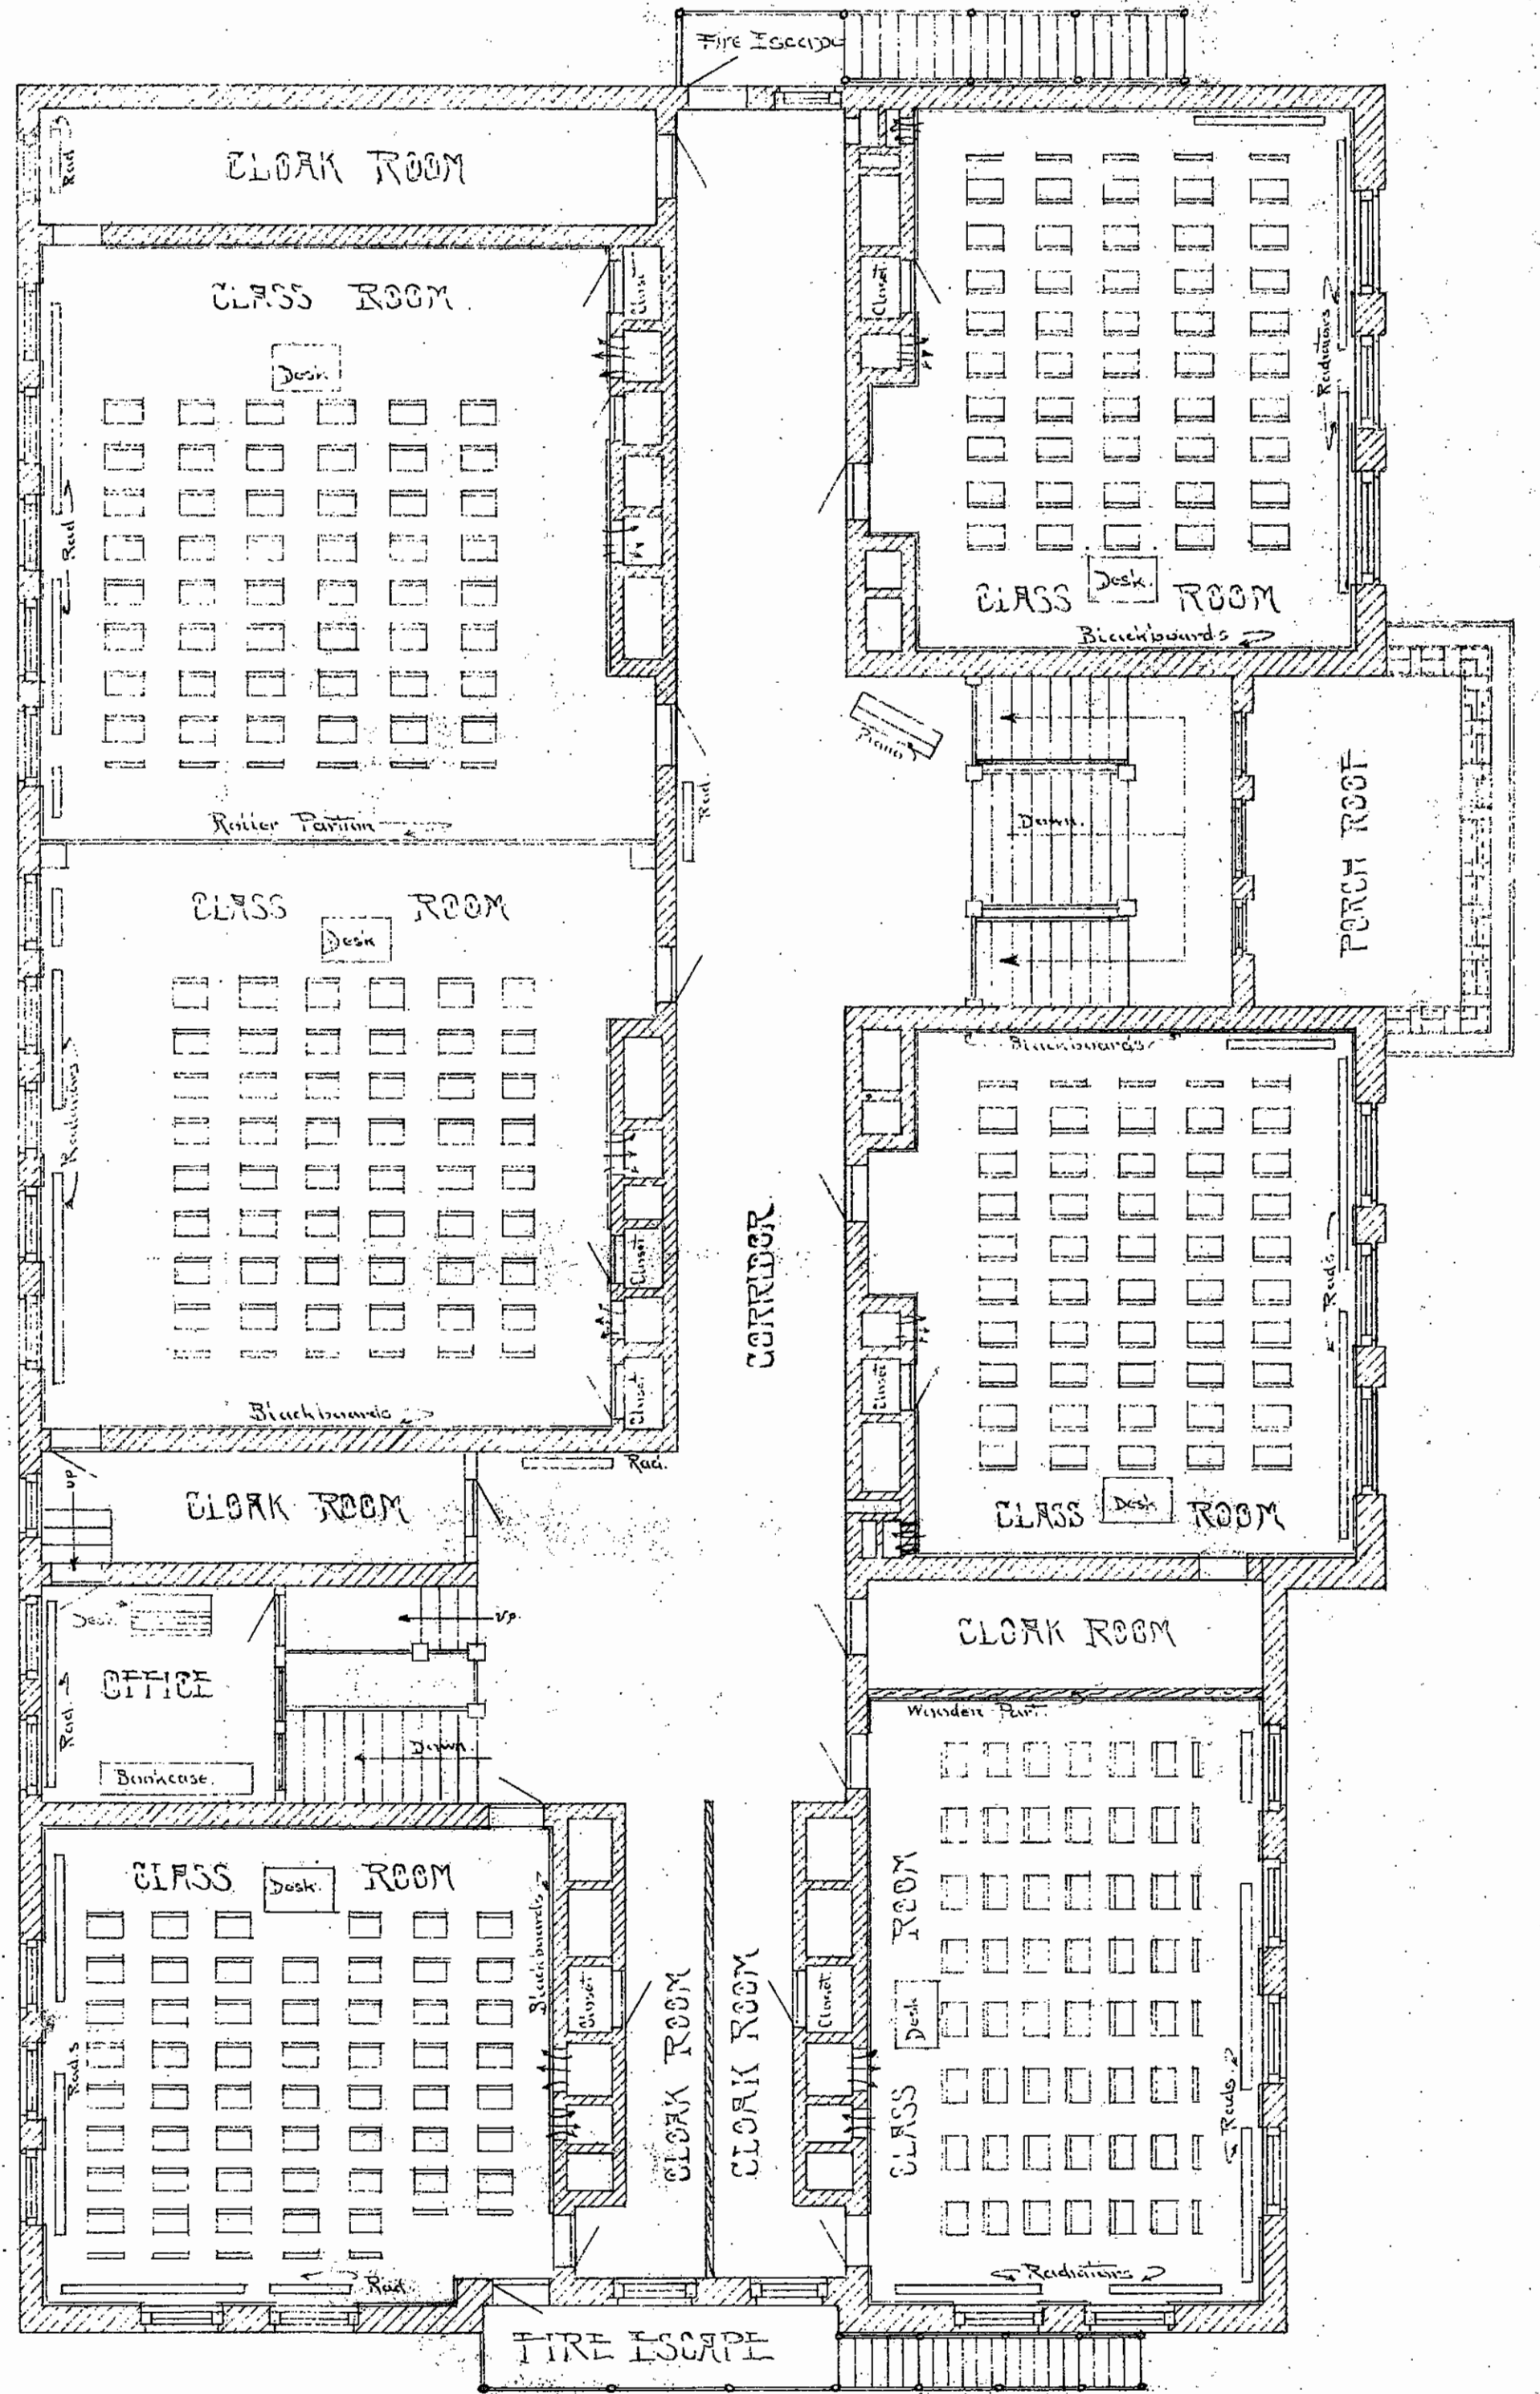 Fire Escape
CLOAK ROOM
Rad
CLASS ROOM
Closet
Desk
Rad
Closet
Radiators
CLASS ROOM
Desk.
Blackboards
Piano
Rad.
Down.
PORCH ROOF
Roller Partion
CLASS ROOM
Desk
Radiators
Closet
Closet
Blackboards
Blackboards
CORRIDOR
Rads.
Closet
CLASS ROOM
Desk
Rad.
UP
CLOAK ROOM
Desk
UP.
OFFICE
Rad
Down.
Bookcase.
CLOAK ROOM
Wooden Part.
CLASS ROOM
Desk.
Blackboards
Closet
Rads
CLOAK ROOM
CLOAK ROOM
Closet
CLASS ROOM
Desk
Rads.
Rad.
Radiators
FIRE ESCAPE